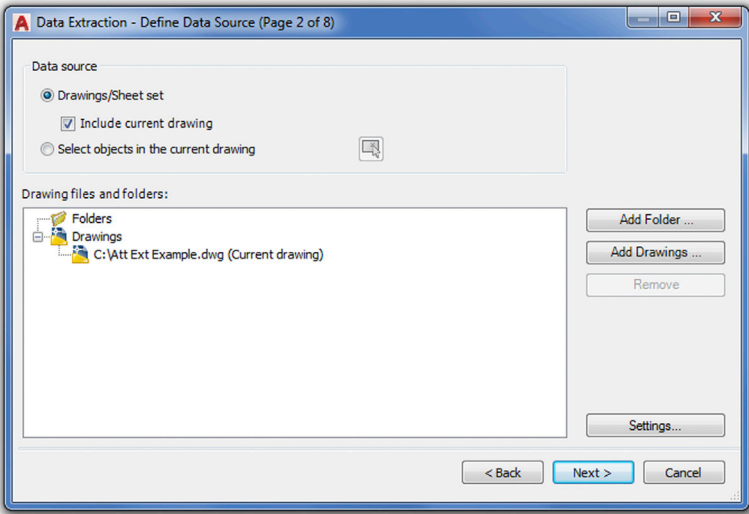 Data Extraction - Define Data Source (Page 2 of 8)
Data source
Drawings/Sheet set
Include current drawing
Select objects in the current drawing
Drawing files and folders:
Folders
Drawings
C:\Att Ext Example.dwg (Current drawing)
Add Folder ...
Add Drawings ...
Remove
Settings...
< Back
Next >
Cancel